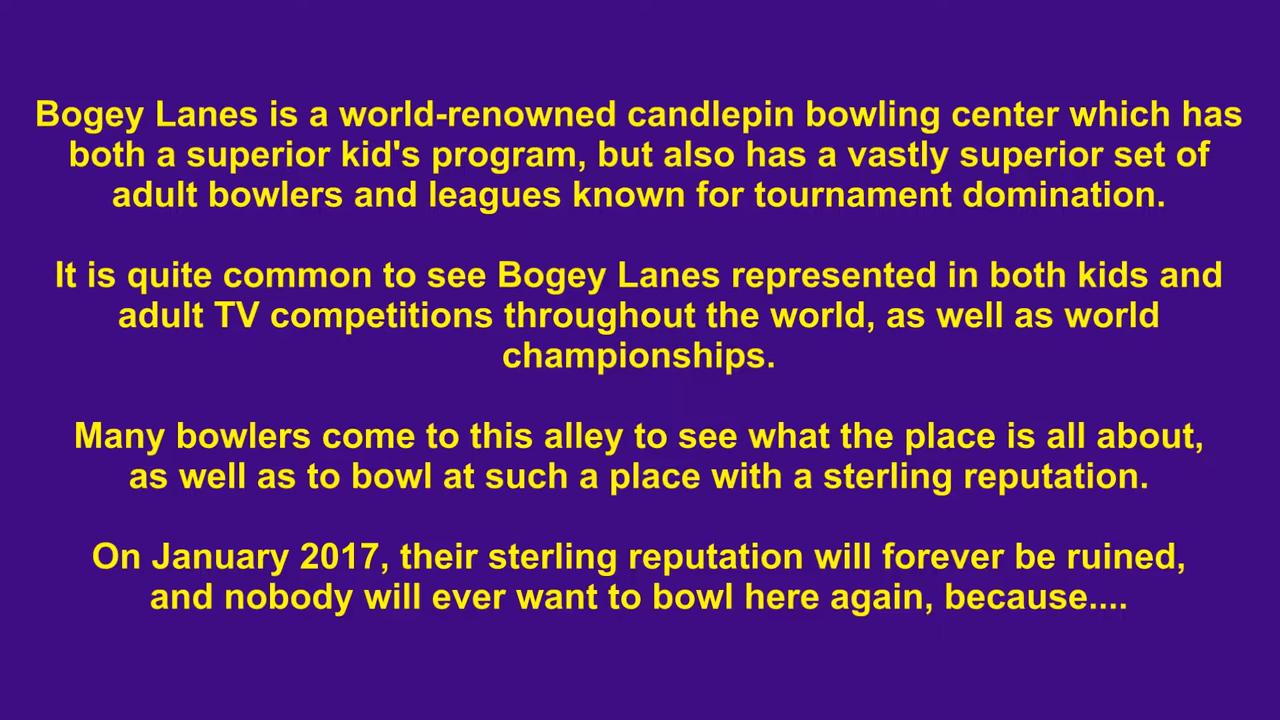 Bogey Lanes is a world-renowned candlepin bowling center which has
both a superior kid's program, but also has a vastly superior set of
adult bowlers and leagues known for tournament domination.
It is quite common to see Bogey Lanes represented in both kids and
adult TV competitions throughout the world, as well as world
championships.
Many bowlers come to this alley to see what the place is all about,
as well as to bowl at such a place with a sterling reputation.
On January 2017, their sterling reputation will forever be ruined,
and nobody will ever want to bowl here again, because....